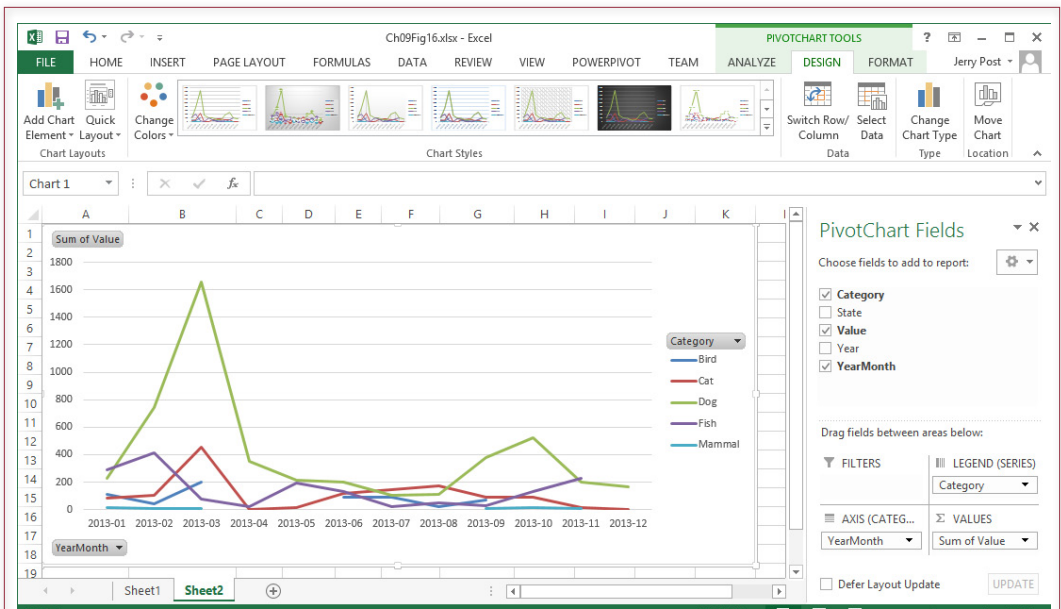 Ch09Fig16.xlsx - Excel
PIVOTCHART TOOLS
?
FILE HOME INSERT PAGE LAYOUT FORMULAS DATA REVIEW VIEW POWERPIVOT TEAM ANALYZE DESIGN FORMAT Jerry Post
Add Chart Element
Quick Layout
Change Colors
Switch Row/ Column
Select Data
Change Chart Type
Move Chart
Chart Layouts
Chart Styles
Data
Type
Location
Chart 1
fx
A B C D E F G H I J K
1
2
3
4
5
6
7
8
9
10
11
12
13
14
15
16
17
18
19
Sum of Value
1800
1600
1400
1200
1000
800
600
400
200
0
2013-01 2013-02 2013-03 2013-04 2013-05 2013-06 2013-07 2013-08 2013-09 2013-10 2013-11 2013-12
YearMonth
Category
Bird
Cat
Dog
Fish
Mammal
PivotChart Fields
Choose fields to add to report:
Category
State
Value
Year
YearMonth
Drag fields between areas below:
FILTERS
LEGEND (SERIES)
Category
AXIS (CATEG...
Σ VALUES
YearMonth
Sum of Value
Defer Layout Update
UPDATE
Sheet1 Sheet2